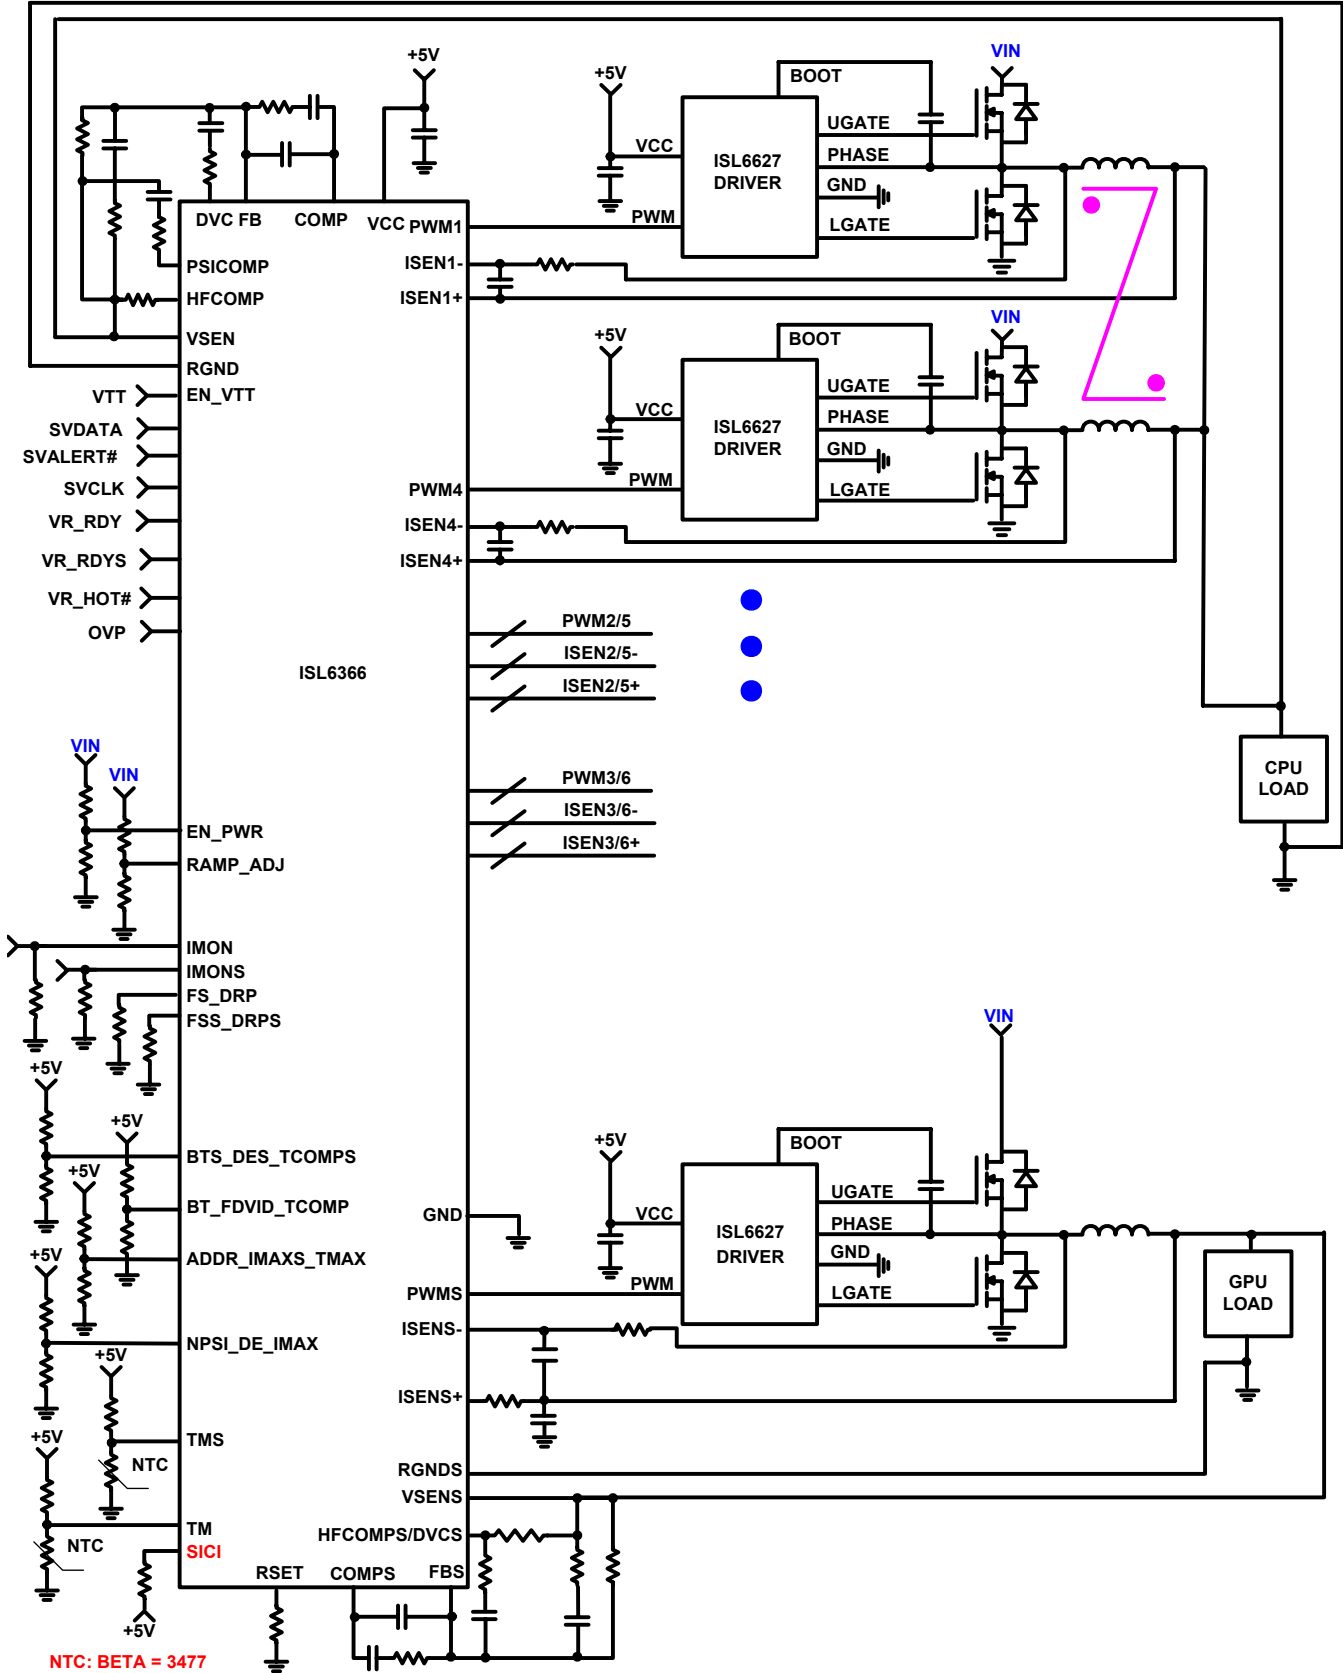 +5V
DVC FB
COMP
VCC
PWM1
PSICOMP
HFCOMP
VSEN
RGND
EN_VTT
ISEN1-
ISEN1+
VTT
SVDATA
SVALERT#
SVCLK
VR_RDY
VR_RDYS
VR_HOT#
OVP
+5V
VCC
PWM
BOOT
ISL6627
DRIVER
UGATE
PHASE
GND
LGATE
VIN
PWM4
ISEN4-
ISEN4+
+5V
VCC
PWM
BOOT
ISL6627
DRIVER
UGATE
PHASE
GND
LGATE
VIN
ISL6366
PWM2/5
ISEN2/5-
ISEN2/5+
PWM3/6
ISEN3/6-
ISEN3/6+
CPU
LOAD
VIN
VIN
EN_PWR
RAMP_ADJ
IMON
IMONS
FS_DRP
FSS_DRPS
+5V
+5V
BTS_DES_TCOMPS
+5V
BT_FDVID_TCOMP
+5V
ADDR_IMAXS_TMAX
NPSI_DE_IMAX
+5V
+5V
TMS
NTC
TM
NTC
SICI
+5V
NTC: BETA = 3477
RSET
COMPS
FBS
GND
PWMS
ISENS-
ISENS+
RGNDS
VSENS
HFCOMPS/DVCS
+5V
VCC
PWM
BOOT
ISL6627
DRIVER
UGATE
PHASE
GND
LGATE
VIN
GPU
LOAD